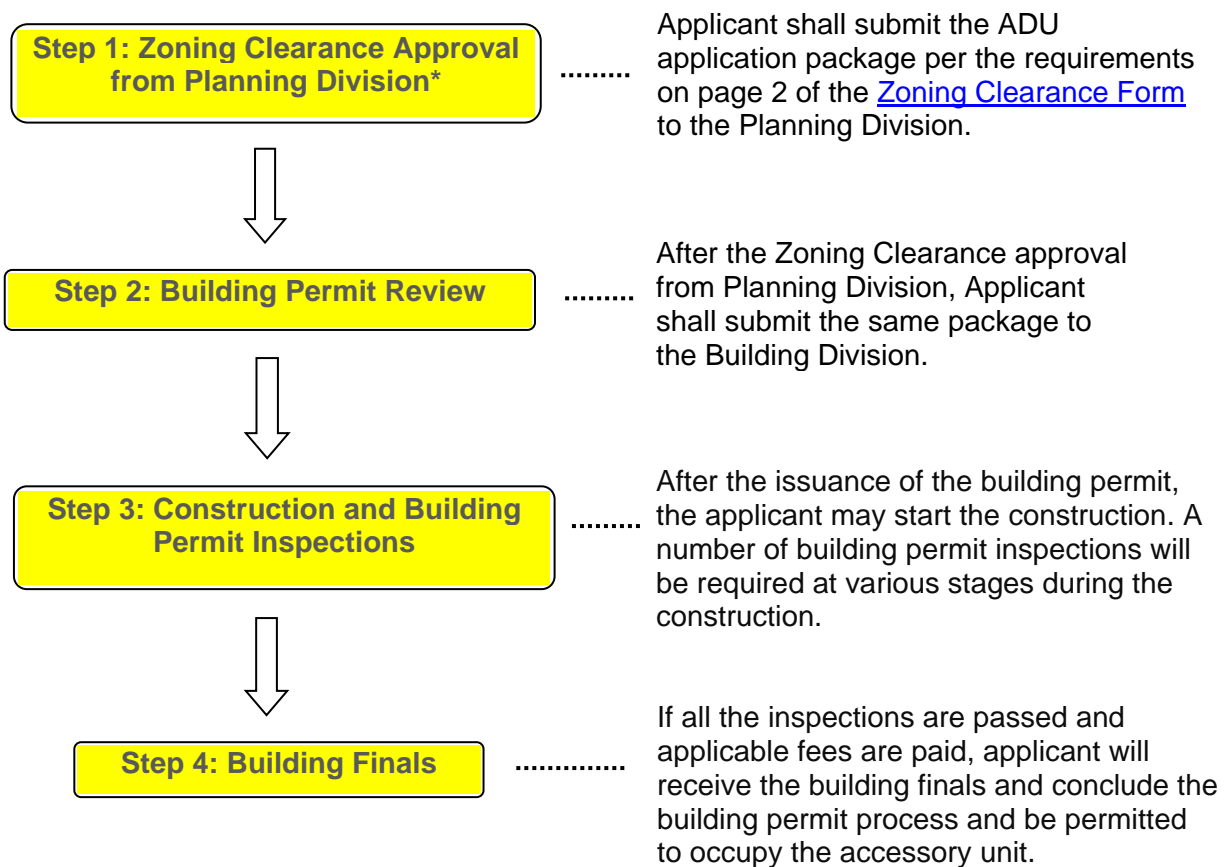 Step 1: Zoning Clearance Approval
from Planning Division*
.........
Applicant shall submit the ADU
application package per the requirements
on page 2 of the Zoning Clearance Form
to the Planning Division.
Step 2: Building Permit Review
.........
After the Zoning Clearance approval
from Planning Division, Applicant
shall submit the same package to
the Building Division.
Step 3: Construction and Building
Permit Inspections
.........
After the issuance of the building permit,
the applicant may start the construction. A
number of building permit inspections will
be required at various stages during the
construction.
Step 4: Building Finals
..............
If all the inspections are passed and
applicable fees are paid, applicant will
receive the building finals and conclude the
building permit process and be permitted
to occupy the accessory unit.